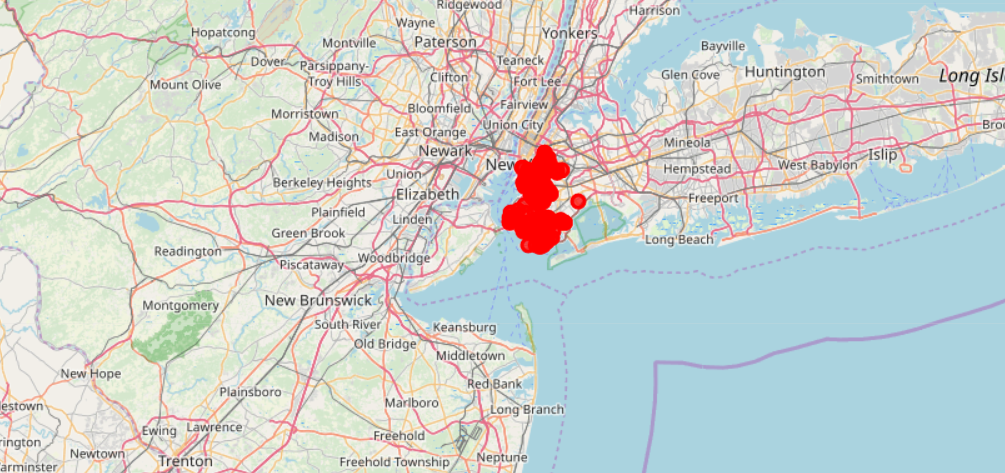 Ridgewood
Harrison
Wayne
Hopatcong
Yonkers
Montville
Paterson
Bayville
Dover
Parsippany-
Troy Hills
Teaneck
Glen Cove
Huntington
Smithtown
Long Isl
Mount Olive
Clifton
Fort Lee
Fairview
Morristown
Bloomfield
Union City
Broo
Madison
East Orange
Mineola
Newark
New
Islip
Hempstead
West Babylon
Berkeley Heights
Union
Elizabeth
Freeport
Plainfield
Linden
Green Brook
Long Beach
Readington
Woodbridge
Piscataway
New Brunswick
Montgomery
South River
Keansburg
Old Bridge
Middletown
New Hope
Red Bank
Plainsboro
Marlboro
Long Branch
lestown
Ewing
Lawrence
Freehold
rington
Newtown
Trenton
Freehold Township
Neptune
arminster